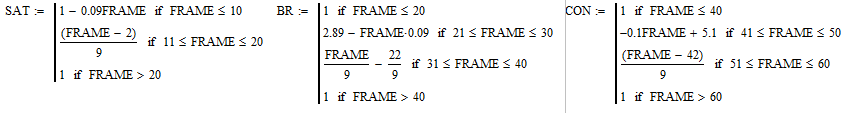 SAT := 1 − 0.09FRAME if FRAME ≤ 10
(FRAME − 2)/9 if 11 ≤ FRAME ≤ 20
1 if FRAME > 20
BR := 1 if FRAME ≤ 20
2.89 − FRAME·0.09 if 21 ≤ FRAME ≤ 30
FRAME/9 − 22/9 if 31 ≤ FRAME ≤ 40
1 if FRAME > 40
CON := 1 if FRAME ≤ 40
−0.1FRAME + 5.1 if 41 ≤ FRAME ≤ 50
(FRAME − 42)/9 if 51 ≤ FRAME ≤ 60
1 if FRAME > 60